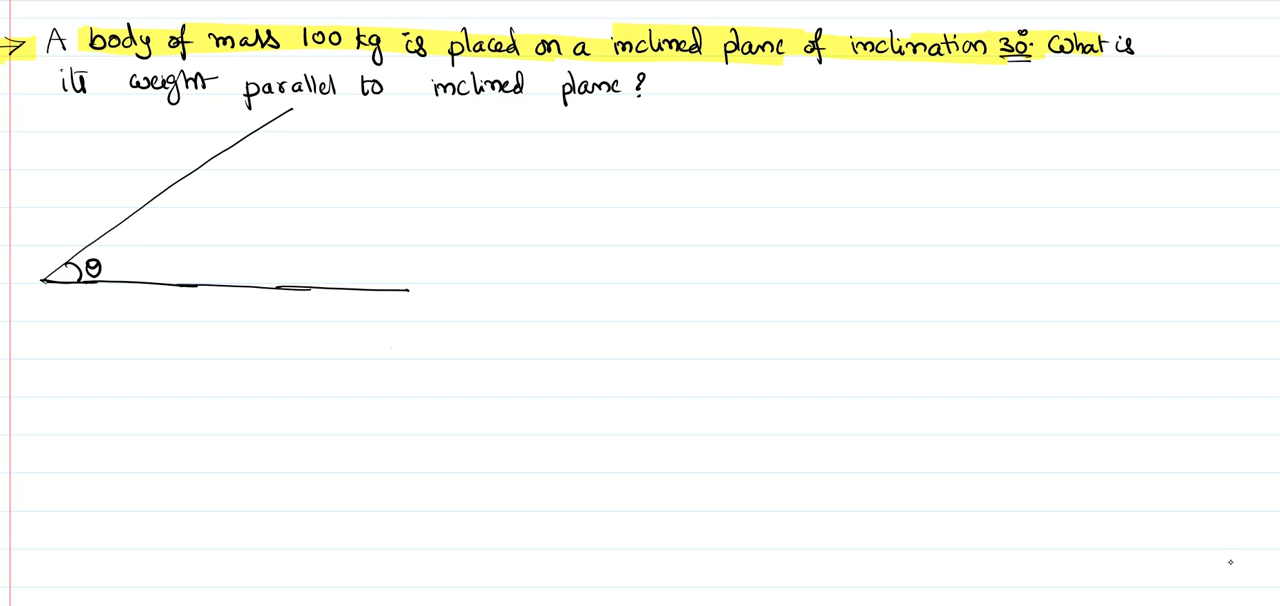 → A body of mass 100 kg is placed on a inclined plane of inclination 30°. What is
its weight parallel to inclined plane?
θ